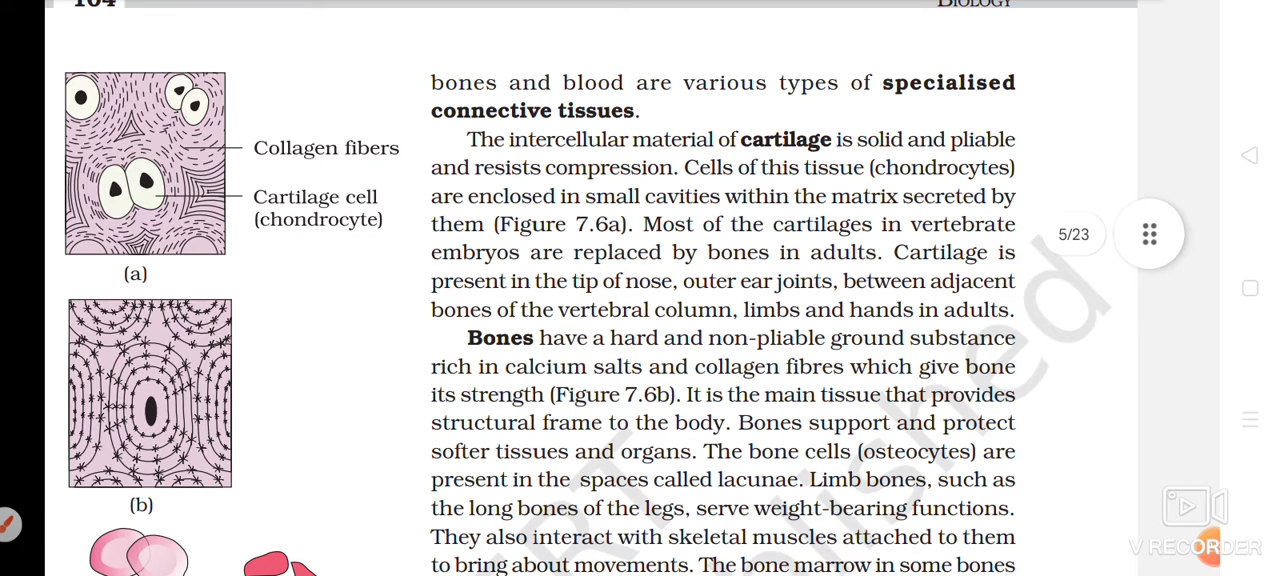 104
BIOLOGY
Collagen fibers
Cartilage cell
(chondrocyte)
(a)
(b)
bones and blood are various types of specialised
connective tissues.
The intercellular material of cartilage is solid and pliable
and resists compression. Cells of this tissue (chondrocytes)
are enclosed in small cavities within the matrix secreted by
them (Figure 7.6a). Most of the cartilages in vertebrate
embryos are replaced by bones in adults. Cartilage is
present in the tip of nose, outer ear joints, between adjacent
bones of the vertebral column, limbs and hands in adults.
Bones have a hard and non-pliable ground substance
rich in calcium salts and collagen fibres which give bone
its strength (Figure 7.6b). It is the main tissue that provides
structural frame to the body. Bones support and protect
softer tissues and organs. The bone cells (osteocytes) are
present in the spaces called lacunae. Limb bones, such as
the long bones of the legs, serve weight-bearing functions.
They also interact with skeletal muscles attached to them
to bring about movements. The bone marrow in some bones
5/23
V RECORDER